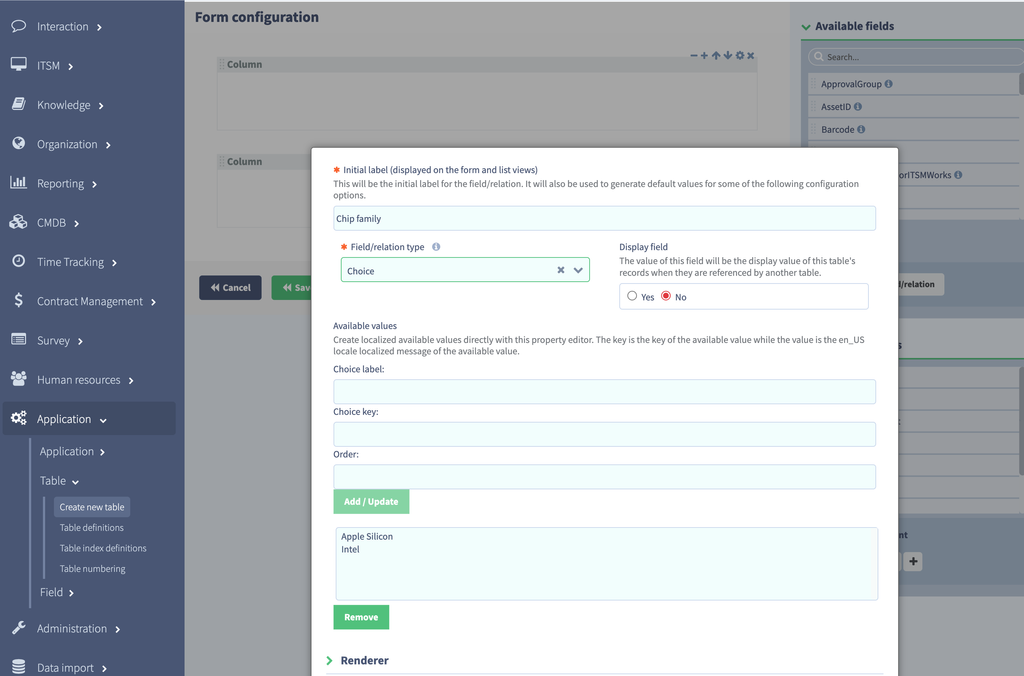 Interaction
ITSM
Knowledge
Organization
Reporting
CMDB
Time Tracking
Contract Management
Survey
Human resources
Application
Application
Table
Create new table
Table definitions
Table index definitions
Table numbering
Field
Administration
Data import
Form configuration
Column
Column
Cancel
Sav
Available fields
Search...
ApprovalGroup
AssetID
Barcode
orITSMWorks
/relation
nt
Initial label (displayed on the form and list views)
This will be the initial label for the field/relation. It will also be used to generate default values for some of the following configuration
options.
Chip family
Field/relation type
Choice
Display field
The value of this field will be the display value of this table's
records when they are referenced by another table.
Yes No
Available values
Create localized available values directly with this property editor. The key is the key of the available value while the value is the en_US
locale localized message of the available value.
Choice label:
Choice key:
Order:
Add / Update
Apple Silicon
Intel
Remove
Renderer